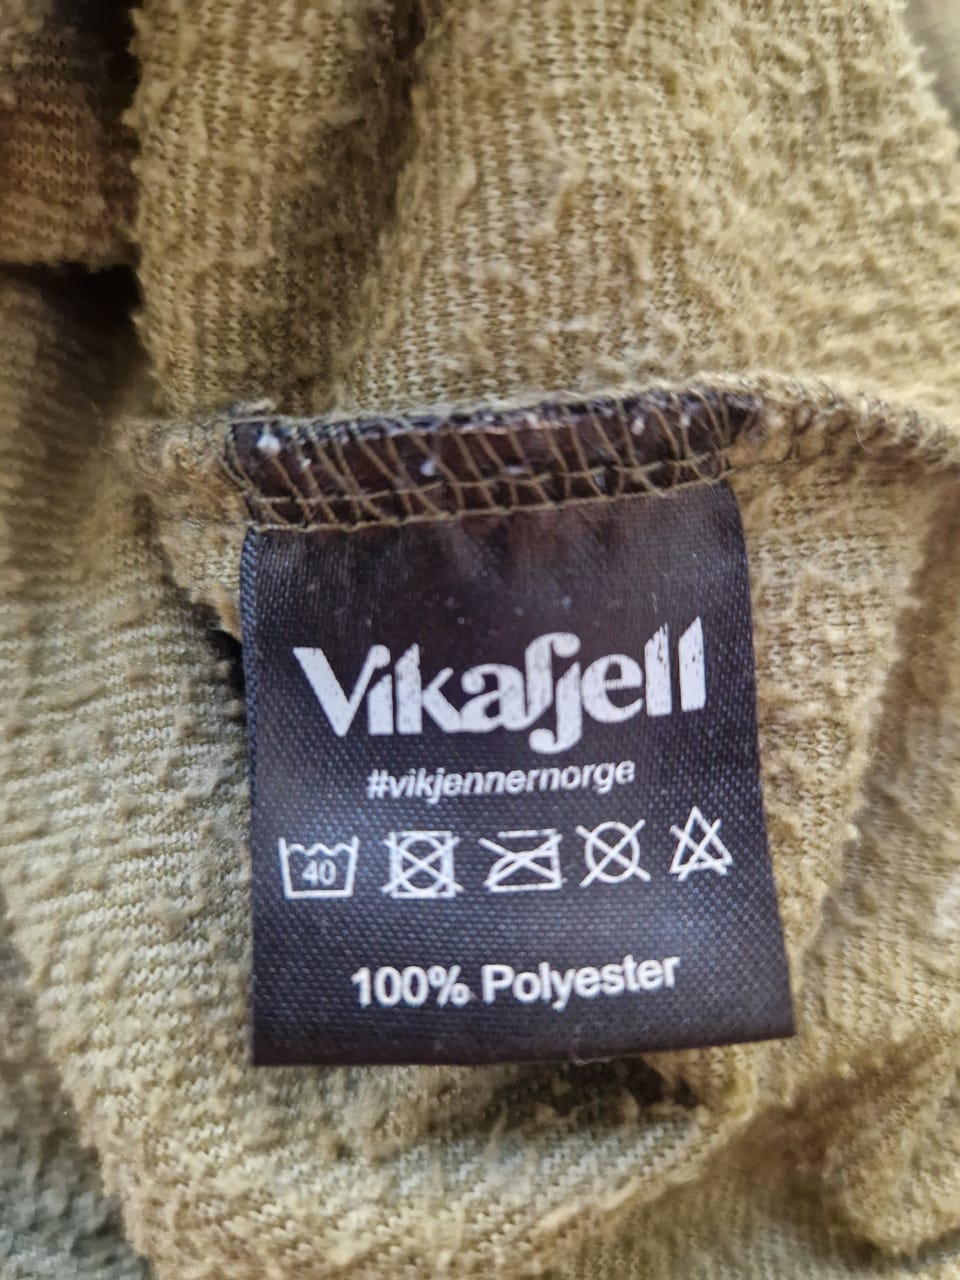 Vikafjell
#vikjennernorge
40
100% Polyester